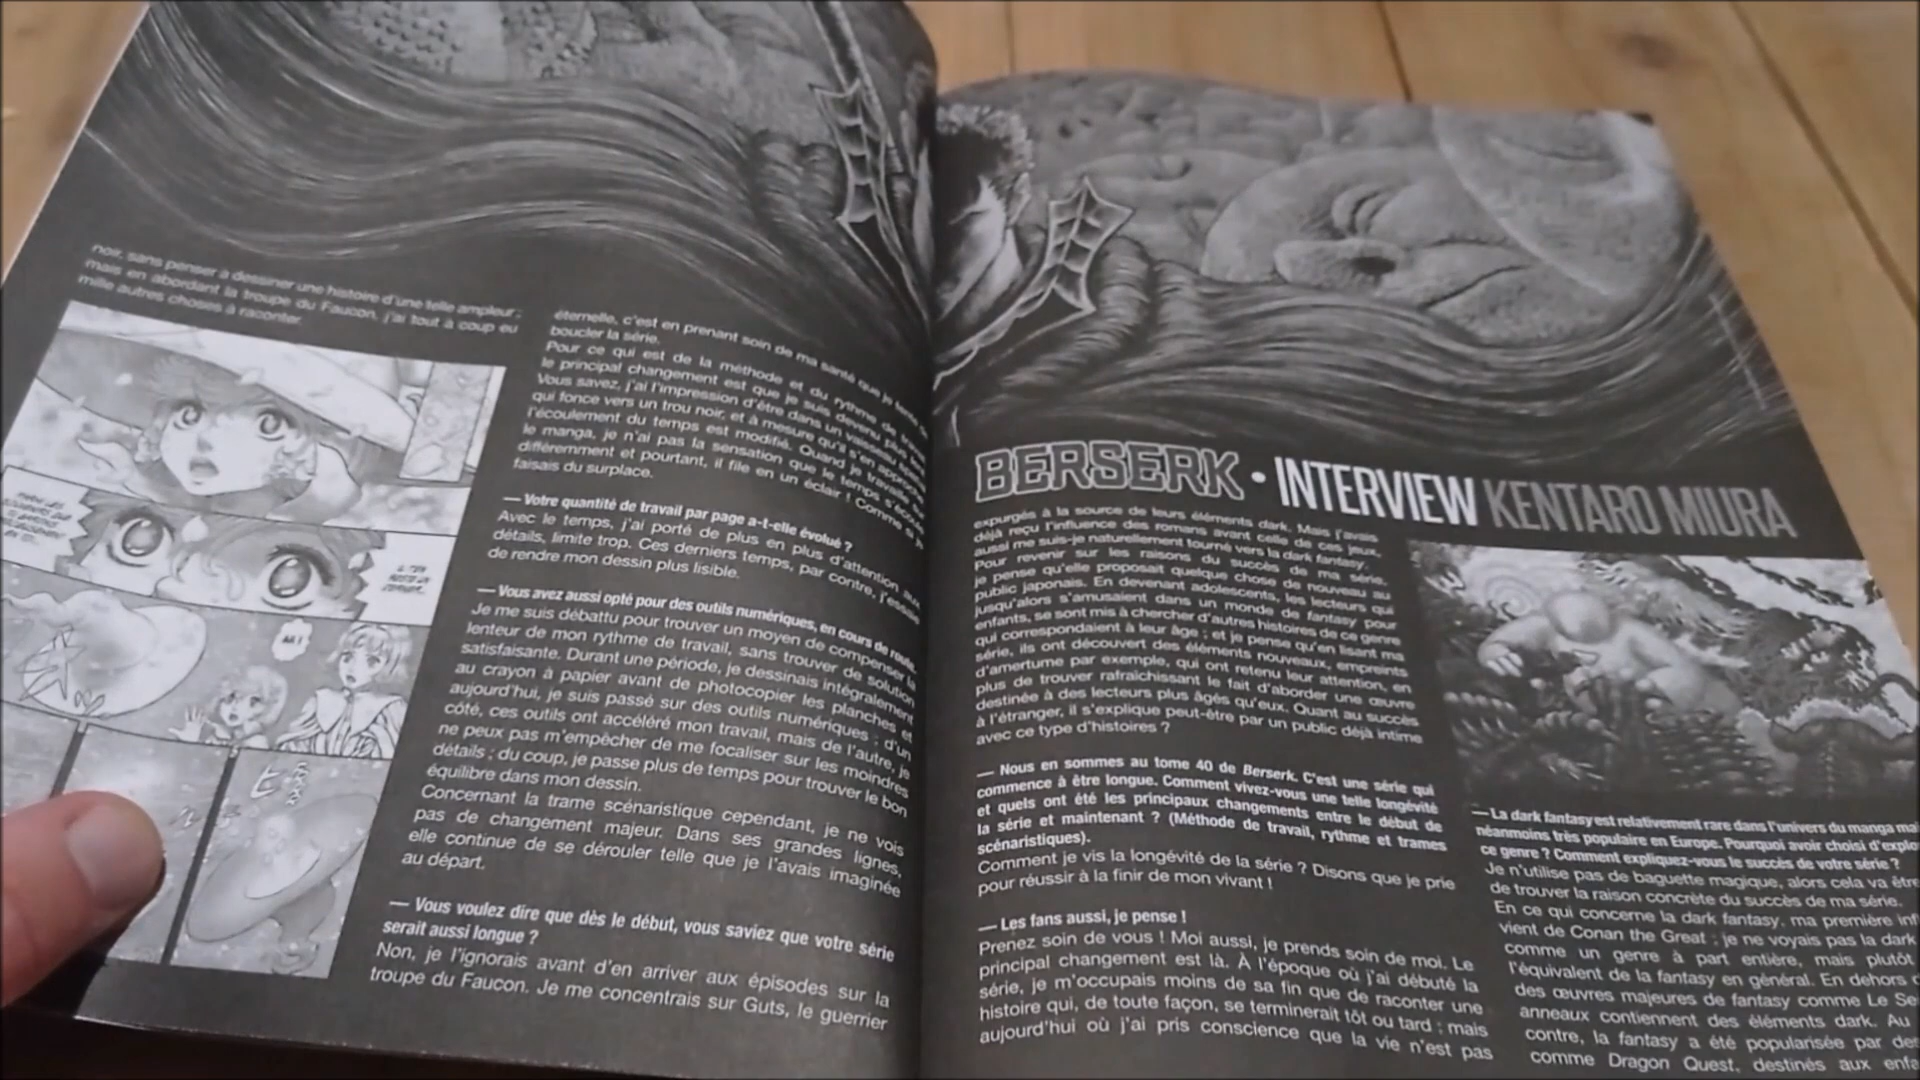 noir, sans penser à dessiner une histoire d'une telle ampleur ;
mais en abordant la troupe du Faucon, j'ai tout à coup eu
mille autres choses à raconter.
AH !
éternelle, c'est en prenant soin de ma santé que je
boucler la série.
Pour ce qui est de la méthode et du rythme de
le principal changement est que je suis devenu plus
Vous savez, j'ai l'impression d'être dans un vaisseau
qui fonce vers un trou noir, et à mesure qu'il s'en approche
l'écoulement du temps est modifié. Quand je travaille sur
le manga, je n'ai pas la sensation que le temps s'écoule
différemment et pourtant, il file en un éclair ! Comme si je
faisais du surplace.
— Votre quantité de travail par page a-t-elle évolué ?
Avec le temps, j'ai porté de plus en plus d'attention aux
détails, limite trop. Ces derniers temps, par contre, j'essaie
de rendre mon dessin plus lisible.
— Vous avez aussi opté pour des outils numériques, en cours de route.
Je me suis débattu pour trouver un moyen de compenser la
lenteur de mon rythme de travail, sans trouver de solution
satisfaisante. Durant une période, je dessinais intégralement
au crayon à papier avant de photocopier les planches et
aujourd'hui, je suis passé sur des outils numériques ; d'un
côté, ces outils ont accéléré mon travail, mais de l'autre, je
ne peux pas m'empêcher de me focaliser sur les moindres
détails ; du coup, je passe plus de temps pour trouver le bon
équilibre dans mon dessin.
Concernant la trame scénaristique cependant, je ne vois
pas de changement majeur. Dans ses grandes lignes,
elle continue de se dérouler telle que je l'avais imaginée
au départ.
— Vous voulez dire que dès le début, vous saviez que votre série
serait aussi longue ?
Non, je l'ignorais avant d'en arriver aux épisodes sur la
troupe du Faucon. Je me concentrais sur Guts, le guerrier
BERSERK • INTERVIEW KENTARO MIURA
expurgés à la source de leurs éléments dark. Mais j'avais
déjà reçu l'influence des romans avant celle de ces jeux,
aussi me suis-je naturellement tourné vers la dark fantasy.
Pour revenir sur les raisons du succès de ma série,
je pense qu'elle proposait quelque chose de nouveau au
public japonais. En devenant adolescents, les lecteurs qui
jusqu'alors s'amusaient dans un monde de fantasy pour
enfants, se sont mis à chercher d'autres histoires de ce genre
qui correspondaient à leur âge ; et je pense qu'en lisant ma
série, ils ont découvert des éléments nouveaux, empreints
d'amertume par exemple, qui ont retenu leur attention, en
plus de trouver rafraîchissant le fait d'aborder une œuvre
destinée à des lecteurs plus âgés qu'eux. Quant au succès
à l'étranger, il s'explique peut-être par un public déjà intime
avec ce type d'histoires ?
— Nous en sommes au tome 40 de Berserk. C'est une série qui
commence à être longue. Comment vivez-vous une telle longévité
et quels ont été les principaux changements entre le début de
la série et maintenant ? (Méthode de travail, rythme et trames
scénaristiques).
Comment je vis la longévité de la série ? Disons que je prie
pour réussir à la finir de mon vivant !
— Les fans aussi, je pense !
Prenez soin de vous ! Moi aussi, je prends soin de moi. Le
principal changement est là. À l'époque où j'ai débuté la
série, je m'occupais moins de sa fin que de raconter une
histoire qui, de toute façon, se terminerait tôt ou tard ; mais
aujourd'hui où j'ai pris conscience que la vie n'est pas
— La dark fantasy est relativement rare dans l'univers du manga
néanmoins très populaire en Europe. Pourquoi avoir choisi
ce genre ? Comment expliquez-vous le succès de votre série ?
Je n'utilise pas de baguette magique, alors cela va
de trouver la raison concrète du succès de ma série.
En ce qui concerne la dark fantasy, ma première
vient de Conan the Great ; je ne voyais pas la dark
comme un genre à part entière, mais plutôt
l'équivalent de la fantasy en général. En dehors
des œuvres majeures de fantasy comme Le
anneaux contiennent des éléments dark. Au
contre, la fantasy a été popularisée par
comme Dragon Quest, destinés aux